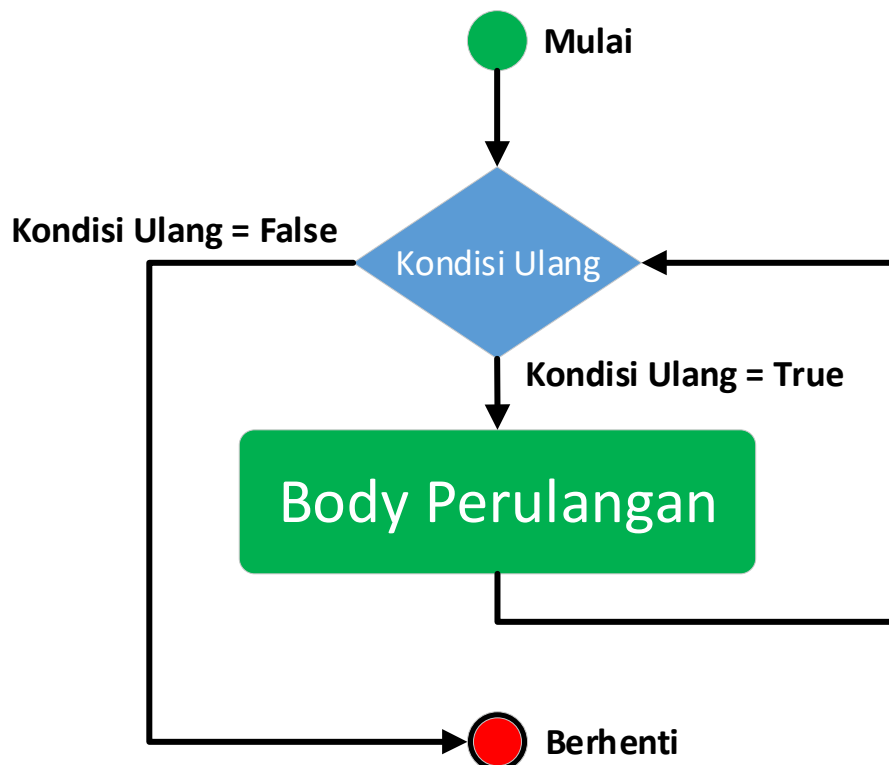 Mulai
Kondisi Ulang = False
Kondisi Ulang
Kondisi Ulang = True
Body Perulangan
Berhenti